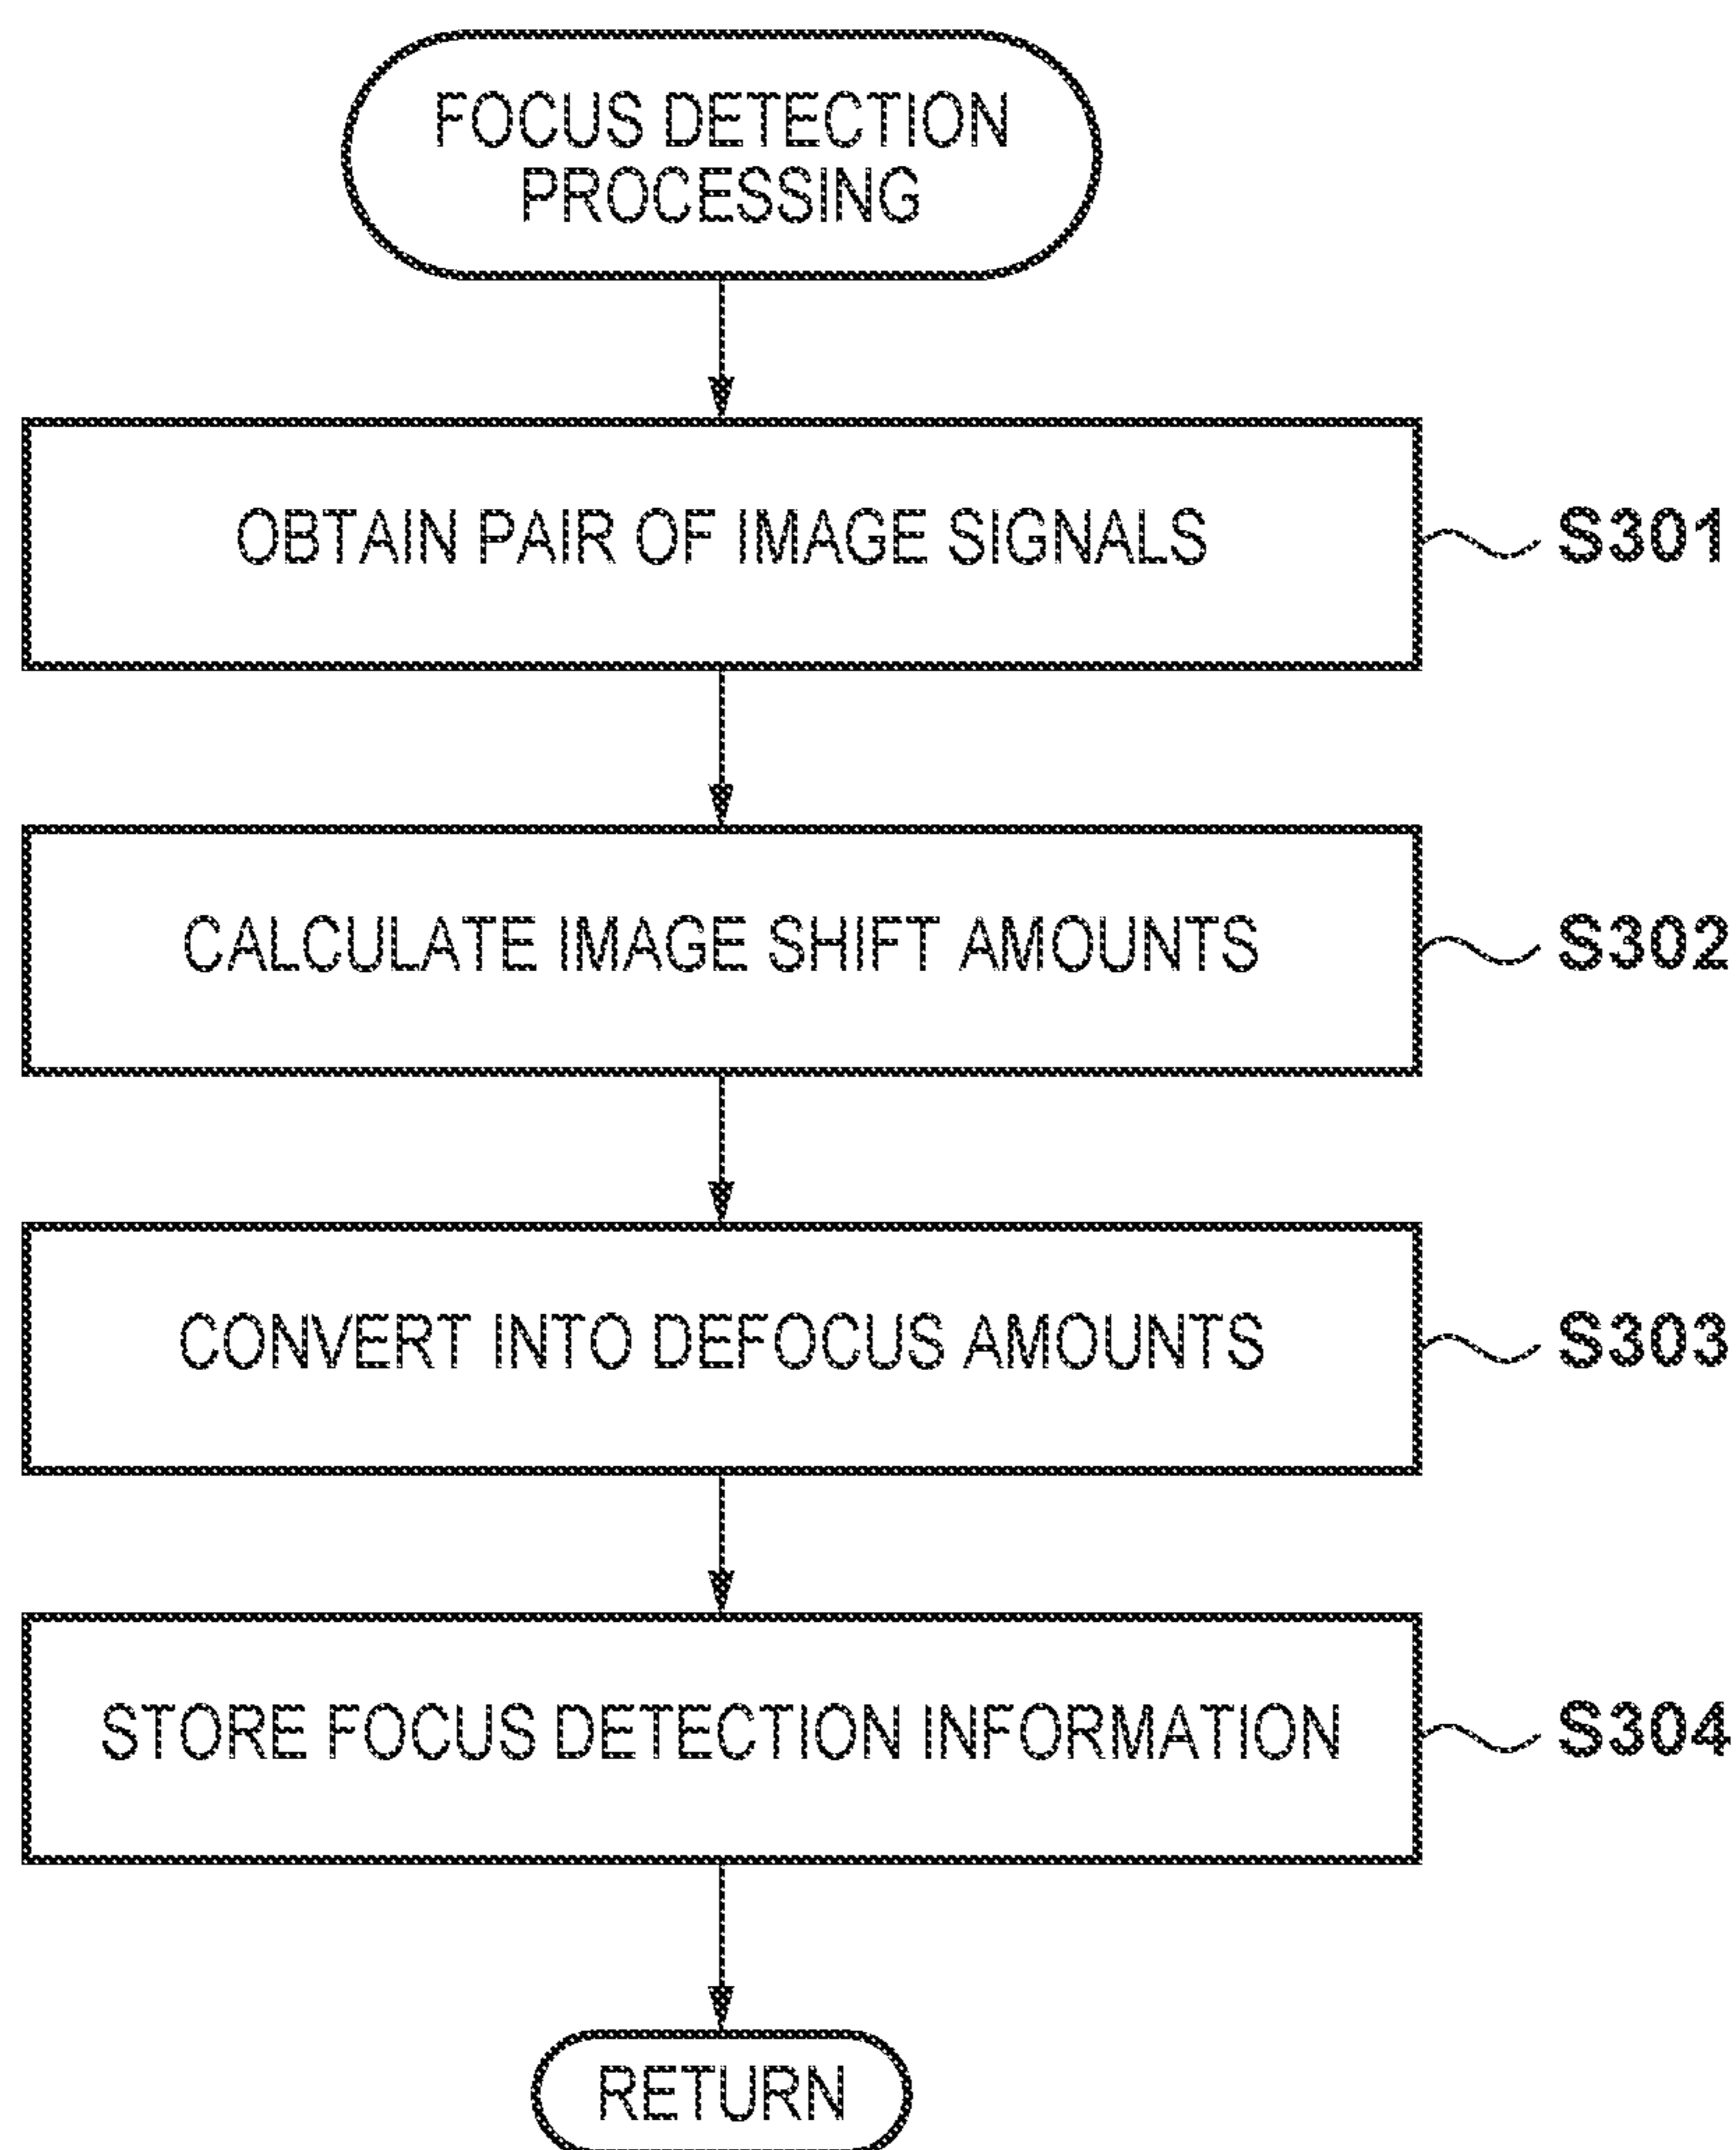 FOCUS DETECTION
PROCESSING
OBTAIN PAIR OF IMAGE SIGNALS
S301
CALCULATE IMAGE SHIFT AMOUNTS
S302
CONVERT INTO DEFOCUS AMOUNTS
S303
STORE FOCUS DETECTION INFORMATION
S304
RETURN